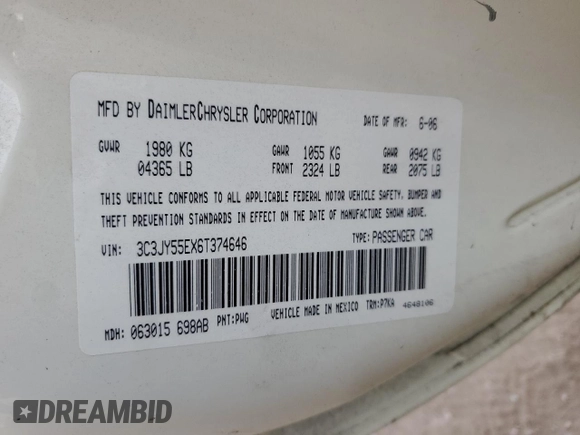 MFD BY DAIMLERCHRYSLER CORPORATION DATE OF MFR: 6-06
GVWR 1980 KG GAWR 1055 KG GAWR 0942 KG
04365 LB FRONT 2324 LB REAR 2075 LB
THIS VEHICLE CONFORMS TO ALL APPLICABLE FEDERAL MOTOR VEHICLE SAFETY, BUMPER AND
THEFT PREVENTION STANDARDS IN EFFECT ON THE DATE OF MANUFACTURE SHOWN ABOVE.
VIN: 3C3JY55EX6T374646 TYPE: PASSENGER CAR
MDH: 063015 698AB PNT:PWG VEHICLE MADE IN MEXICO TRM:P7KA 4648106
DREAMBID